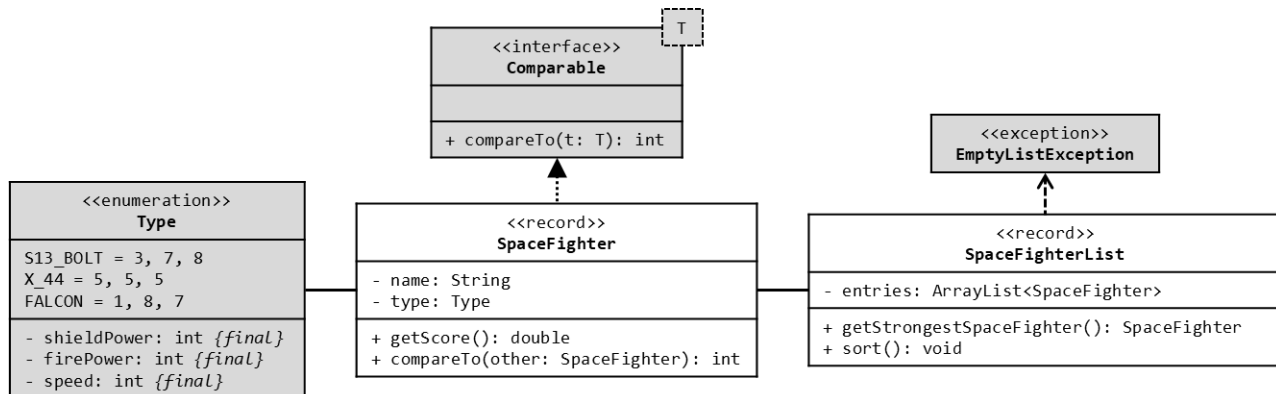 T
<<interface>>
Comparable
+ compareTo(t: T): int
<<exception>>
EmptyListException
<<enumeration>>
Type
S13_BOLT = 3, 7, 8
X_44 = 5, 5, 5
FALCON = 1, 8, 7
- shieldPower: int {final}
- firePower: int {final}
- speed: int {final}
<<record>>
SpaceFighter
- name: String
- type: Type
+ getScore(): double
+ compareTo(other: SpaceFighter): int
<<record>>
SpaceFighterList
- entries: ArrayList<SpaceFighter>
+ getStrongestSpaceFighter(): SpaceFighter
+ sort(): void